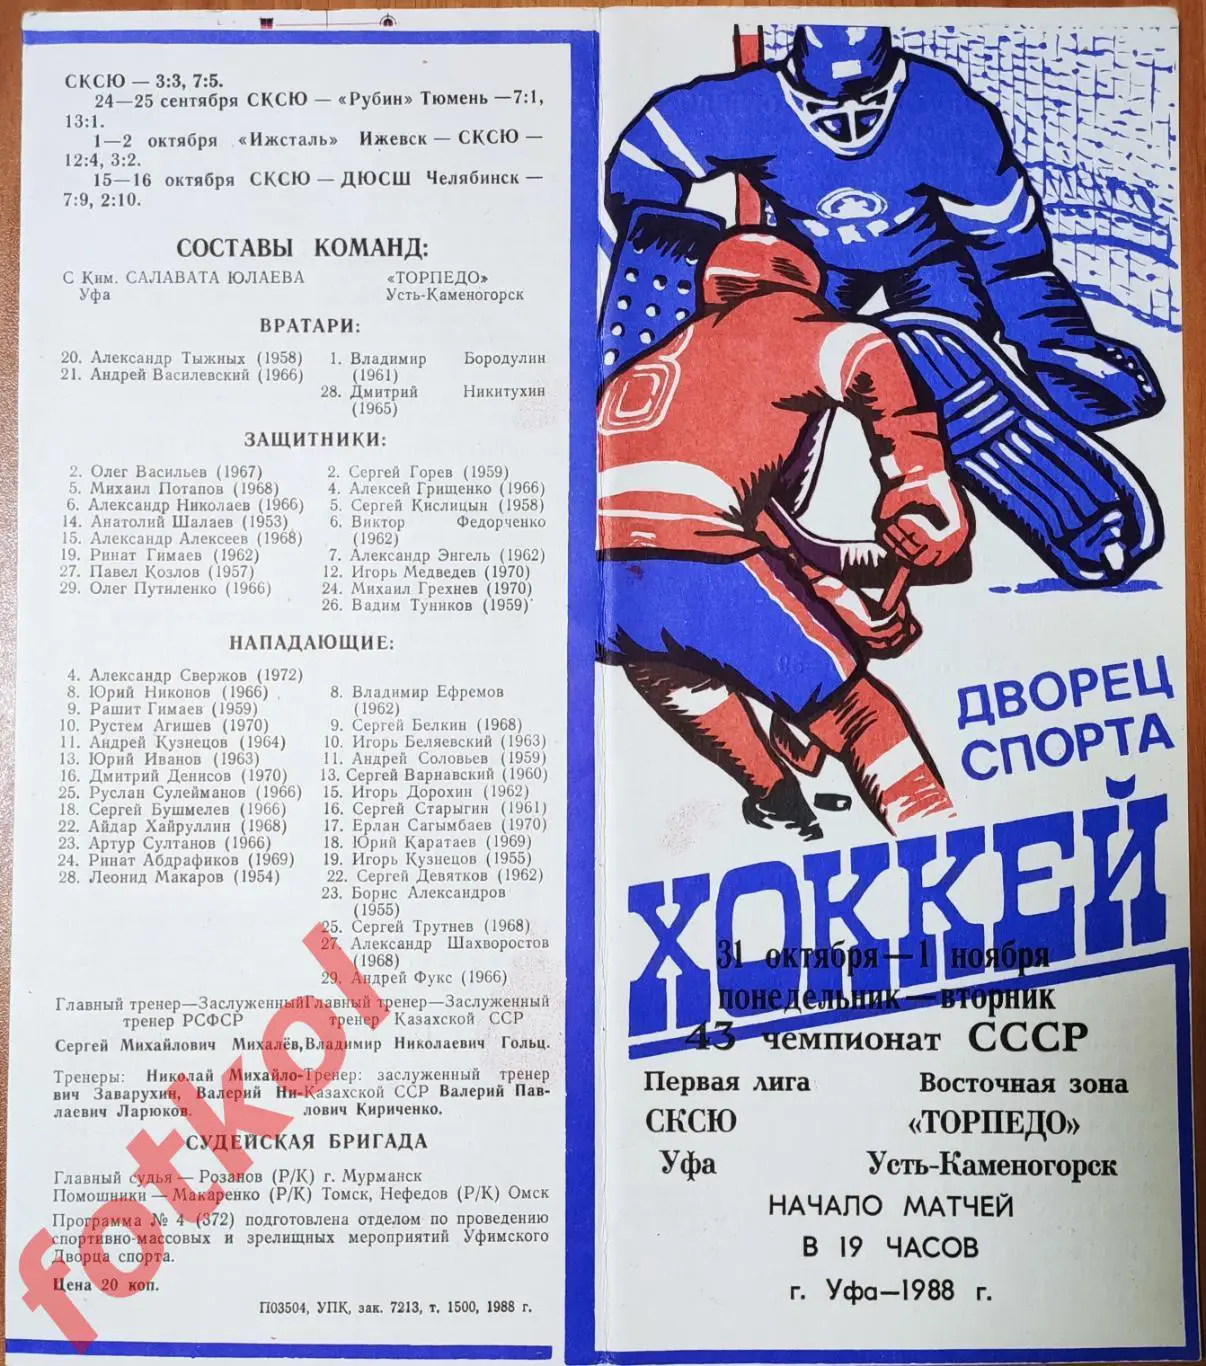 СКСЮ — 3:3, 7:5.
24—25 сентября СКСЮ — «Рубин» Тюмень —7:1,
13:1.
1—2 октября «Ижсталь» Ижевск — СКСЮ —
12:4, 3:2.
15—16 октября СКСЮ — ДЮСШ Челябинск —
7:9, 2:10.
СОСТАВЫ КОМАНД:
С Ķим. САЛАВАТА ЮЛАЕВА
Уфа
«ТОРПЕДО»
Усть-Каменогорск
ВРАТАРИ:
20. Александр Тыжных (1958)
21. Андрей Василевский (1966)
1. Владимир Бородулин
(1961)
28. Дмитрий Никитухин
(1965)
ЗАЩИТНИКИ:
2. Олег Васильев (1967)
5. Михаил Потапов (1968)
6. Александр Николаев (1966)
14. Анатолий Шалаев (1953)
15. Александр Алексеев (1968)
19. Ринат Гимаев (1962)
27. Павел Козлов (1957)
29. Олег Путиленко (1966)
2. Сергей Горев (1959)
4. Алексей Грищенко (1966)
5. Сергей Кислицын (1958)
6. Виктор Федорченко
(1962)
7. Александр Энгель (1962)
12. Игорь Медведев (1970)
24. Михаил Грехнев (1970)
26. Вадим Туников (1959)
НАПАДАЮЩИЕ:
4. Александр Свержов (1972)
8. Юрий Никонов (1966)
9. Рашит Гимаев (1959)
10. Рустем Агишев (1970)
11. Андрей Кузнецов (1964)
13. Юрий Иванов (1963)
16. Дмитрий Денисов (1970)
25. Руслан Сулейманов (1966)
18. Сергей Бушмелев (1966)
22. Айдар Хайруллин (1968)
23. Артур Султанов (1966)
24. Ринат Абдрафиков (1969)
28. Леонид Макаров (1954)
8. Владимир Ефремов
(1962)
9. Сергей Белкин (1968)
10. Игорь Беляевский (1963)
11. Андрей Соловьев (1959)
13. Сергей Варнавский (1960)
15. Игорь Дорохин (1962)
16. Сергей Старыгин (1961)
17. Ерлан Сагымбаев (1970)
18. Юрий Каратаев (1969)
19. Игорь Кузнецов (1955)
22. Сергей Девятков (1962)
23. Борис Александров
(1955)
25. Сергей Трутнев (1968)
27. Александр Шахворостов
(1968)
29. Андрей Фукс (1966)
Главный тренер—Заслуженный
тренер РСФСР
Сергей Михайлович Михалёв,
Тренеры: Николай Михайло-
вич Заварухин, Валерий Ни-
лаевич Ларюков.
Главный тренер—Заслуженный
тренер Казахской ССР
Владимир Николаевич Гольц.
Тренер: заслуженный тренер
Казахской ССР Валерий Пав-
лович Кириченко.
СУДЕЙСКАЯ БРИГАДА
Главный судья — Розанов (Р/К) г. Мурманск
Помошники — Макаренко (Р/К) Томск, Нефедов (Р/К) Омск
Программа № 4 (372) подготовлена отделом по проведению
спортивно-массовых и зрелищных мероприятий Уфимского
Дворца спорта.
Цена 20 коп.
П03504, УПК, зак. 7213, т. 1500, 1988 г.
fotkol
ДВОРЕЦ
СПОРТА
ХОККЕЙ
31 октября—1 ноября
понедельник—вторник
43 чемпионат СССР
Первая лига Восточная зона
СКСЮ «ТОРПЕДО»
Уфа Усть-Каменогорск
НАЧАЛО МАТЧЕЙ
В 19 ЧАСОВ
г. Уфа—1988 г.